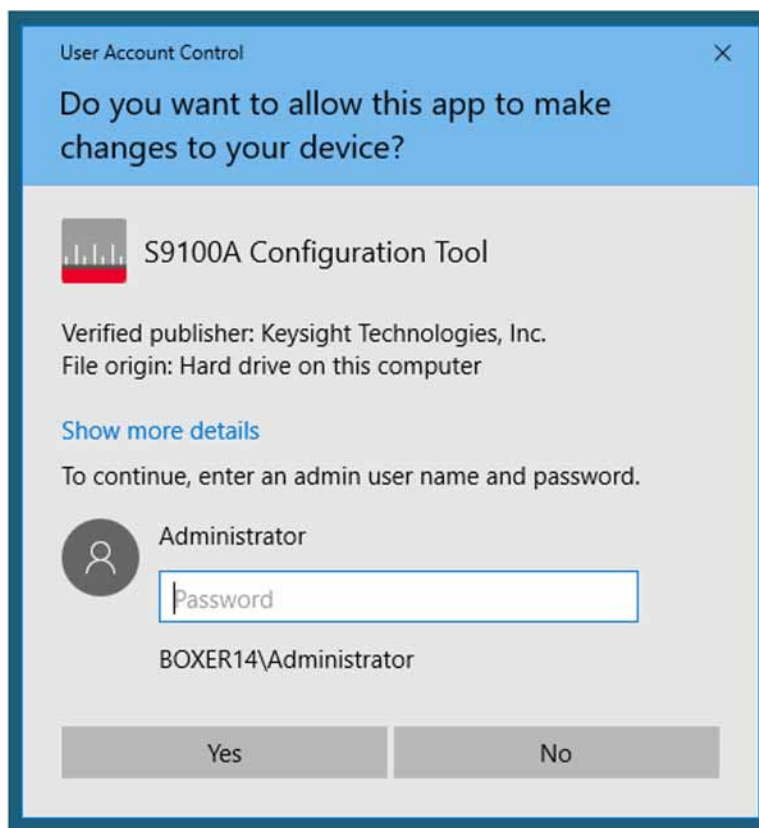 User Account Control
Do you want to allow this app to make
changes to your device?
S9100A Configuration Tool
Verified publisher: Keysight Technologies, Inc.
File origin: Hard drive on this computer
Show more details
To continue, enter an admin user name and password.
Administrator
Password
BOXER14\Administrator
Yes
No